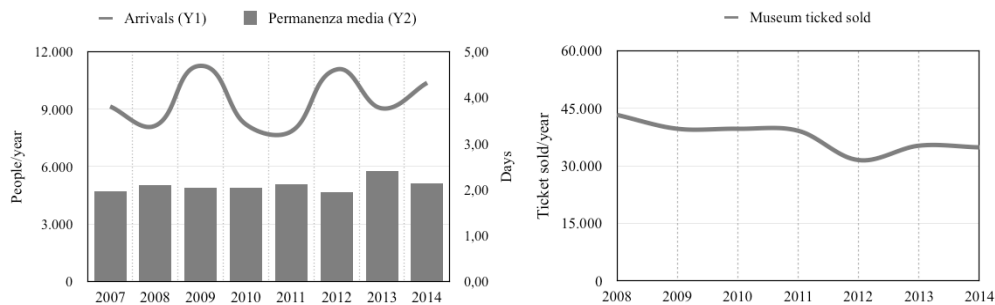 Arrivals (Y1) Permanenza media (Y2)
12.000
9.000
6.000
3.000
0
People/year
5,00
4,00
3,00
2,00
1,00
0,00
Days
2007 2008 2009 2010 2011 2012 2013 2014
Museum ticked sold
60.000
45.000
30.000
15.000
0
Ticket sold/year
2008 2009 2010 2011 2012 2013 2014